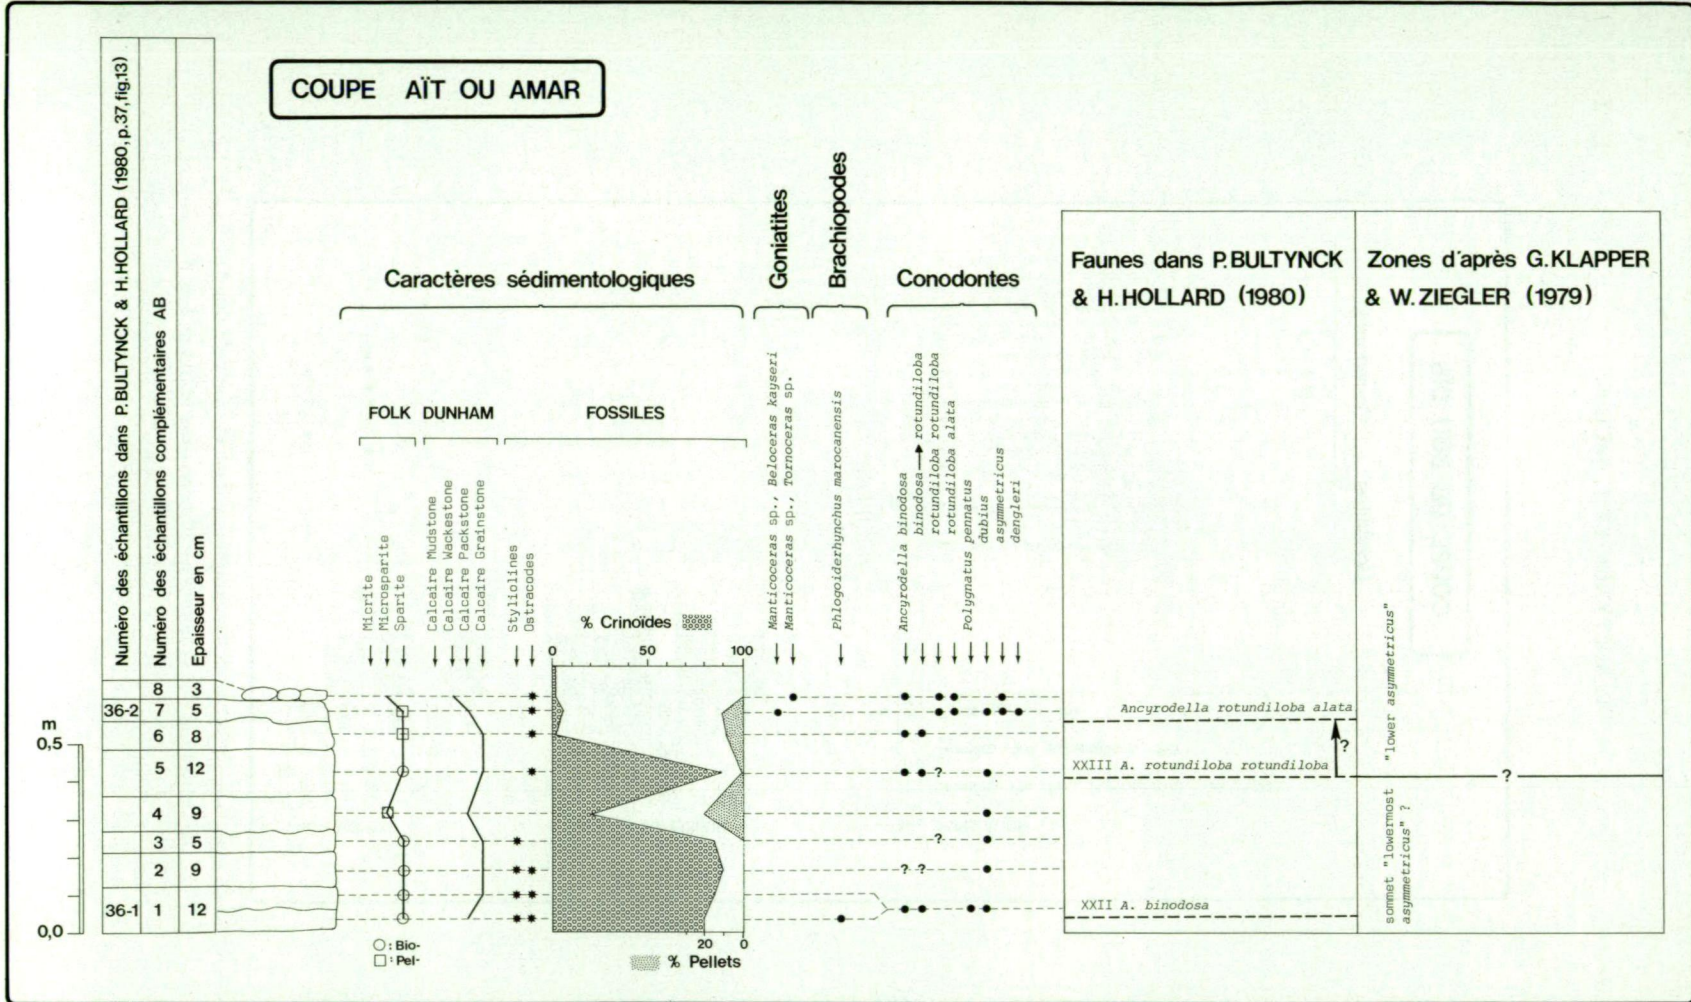 COUPE AÏT OU AMAR
Numéro des échantillons dans P.BULTYNCK & H.HOLLARD (1980, p.37, fig.13)
Numéro des échantillons complémentaires AB
Epaisseur en cm
Caractères sédimentologiques
Goniatites
Brachiopodes
Conodontes
Faunes dans P.BULTYNCK
& H.HOLLARD (1980)
Zones d'après G.KLAPPER
& W.ZIEGLER (1979)
FOLK
DUNHAM
FOSSILES
Micrite
Microsparite
Sparite
Calcaire Mudstone
Calcaire Wackestone
Calcaire Packstone
Calcaire Grainstone
Styliolines
Ostracodes
% Crinoïdes
0 50 100
Manticoceras sp., Beloceras kayseri
Manticoceras sp., Tornoceras sp.
Phlogoiderhynchus marocanensis
Ancyrodella binodosa
binodosa → rotundiloba
rotundiloba rotundiloba
rotundiloba alata
Polygnatus pennatus
dubius
asymmetricus
dengleri
8 3
36-2 7 5
6 8
5 12
4 9
3 5
2 9
36-1 1 12
m
0,5
0,0
?
?
? ?
Ancyrodella rotundiloba alata
?
XXIII A. rotundiloba rotundiloba
XXII A. binodosa
"lower asymmetricus"
?
sommet "lowermost
asymmetricus" ?
○ : Bio-
□ : Pel-
20 0
% Pellets